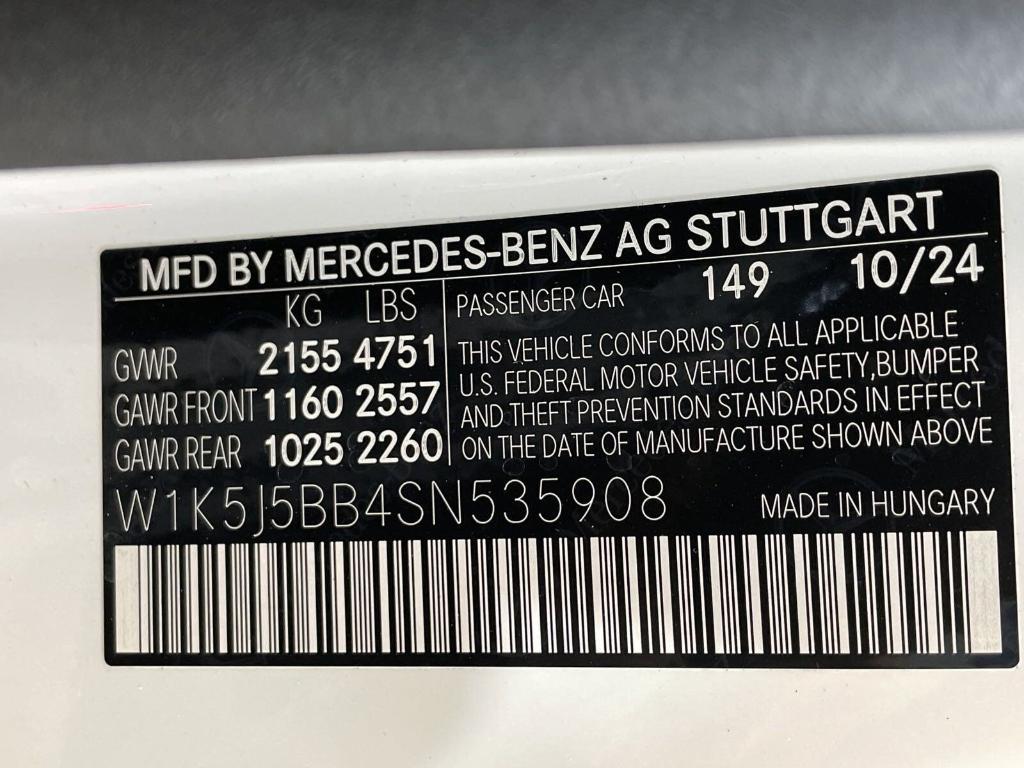 MFD BY MERCEDES-BENZ AG STUTTGART
KG LBS
GVWR 2155 4751
GAWR FRONT 1160 2557
GAWR REAR 1025 2260
PASSENGER CAR 149 10/24
THIS VEHICLE CONFORMS TO ALL APPLICABLE
U.S. FEDERAL MOTOR VEHICLE SAFETY, BUMPER
AND THEFT PREVENTION STANDARDS IN EFFECT
ON THE DATE OF MANUFACTURE SHOWN ABOVE
W1K5J5BB4SN535908 MADE IN HUNGARY